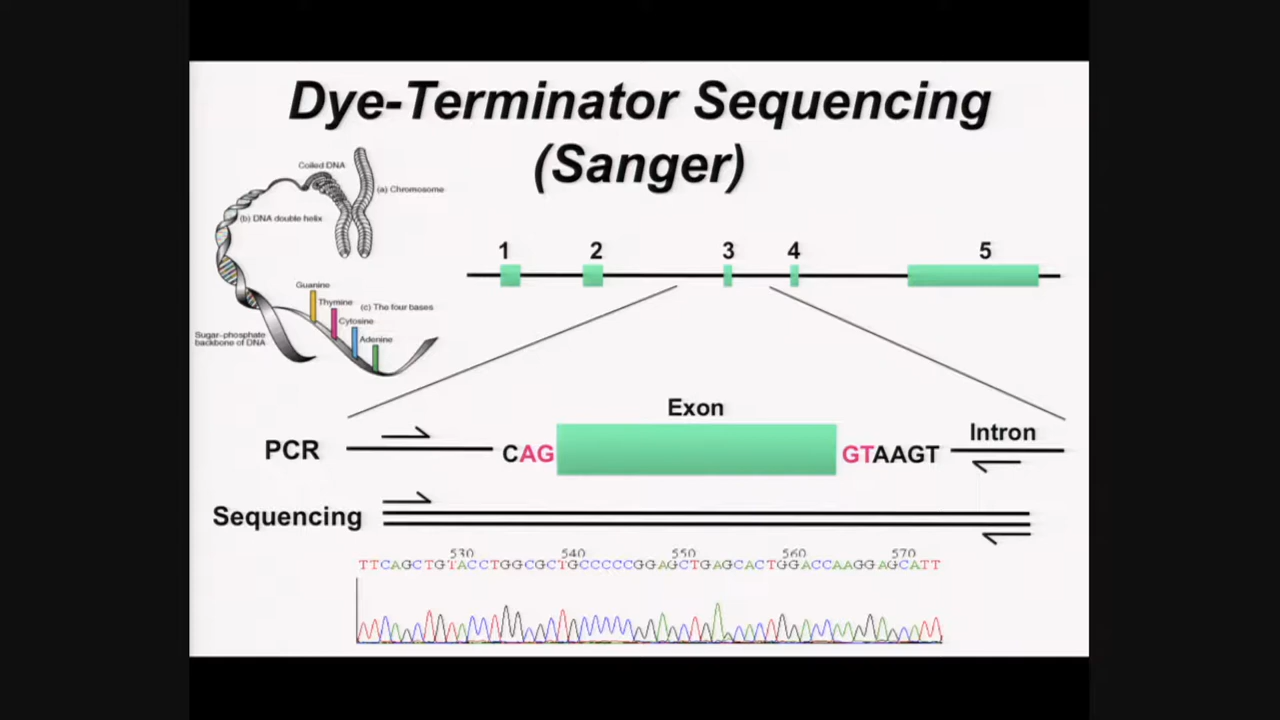 Dye-Terminator Sequencing
(Sanger)
Coiled DNA
(a) Chromosome
(b) DNA double helix
Guanine
Thymine
(c) The four bases
Cytosine
Adenine
Sugar-phosphate
backbone of DNA
1 2 3 4 5
Exon
PCR
CAG
GTAAGT
Intron
Sequencing
530 540 550 560 570
TTCAGCTGTACCTGGCGCTGCCCCCGGAGCTGAGCACTGGACCAAGGAGCATT